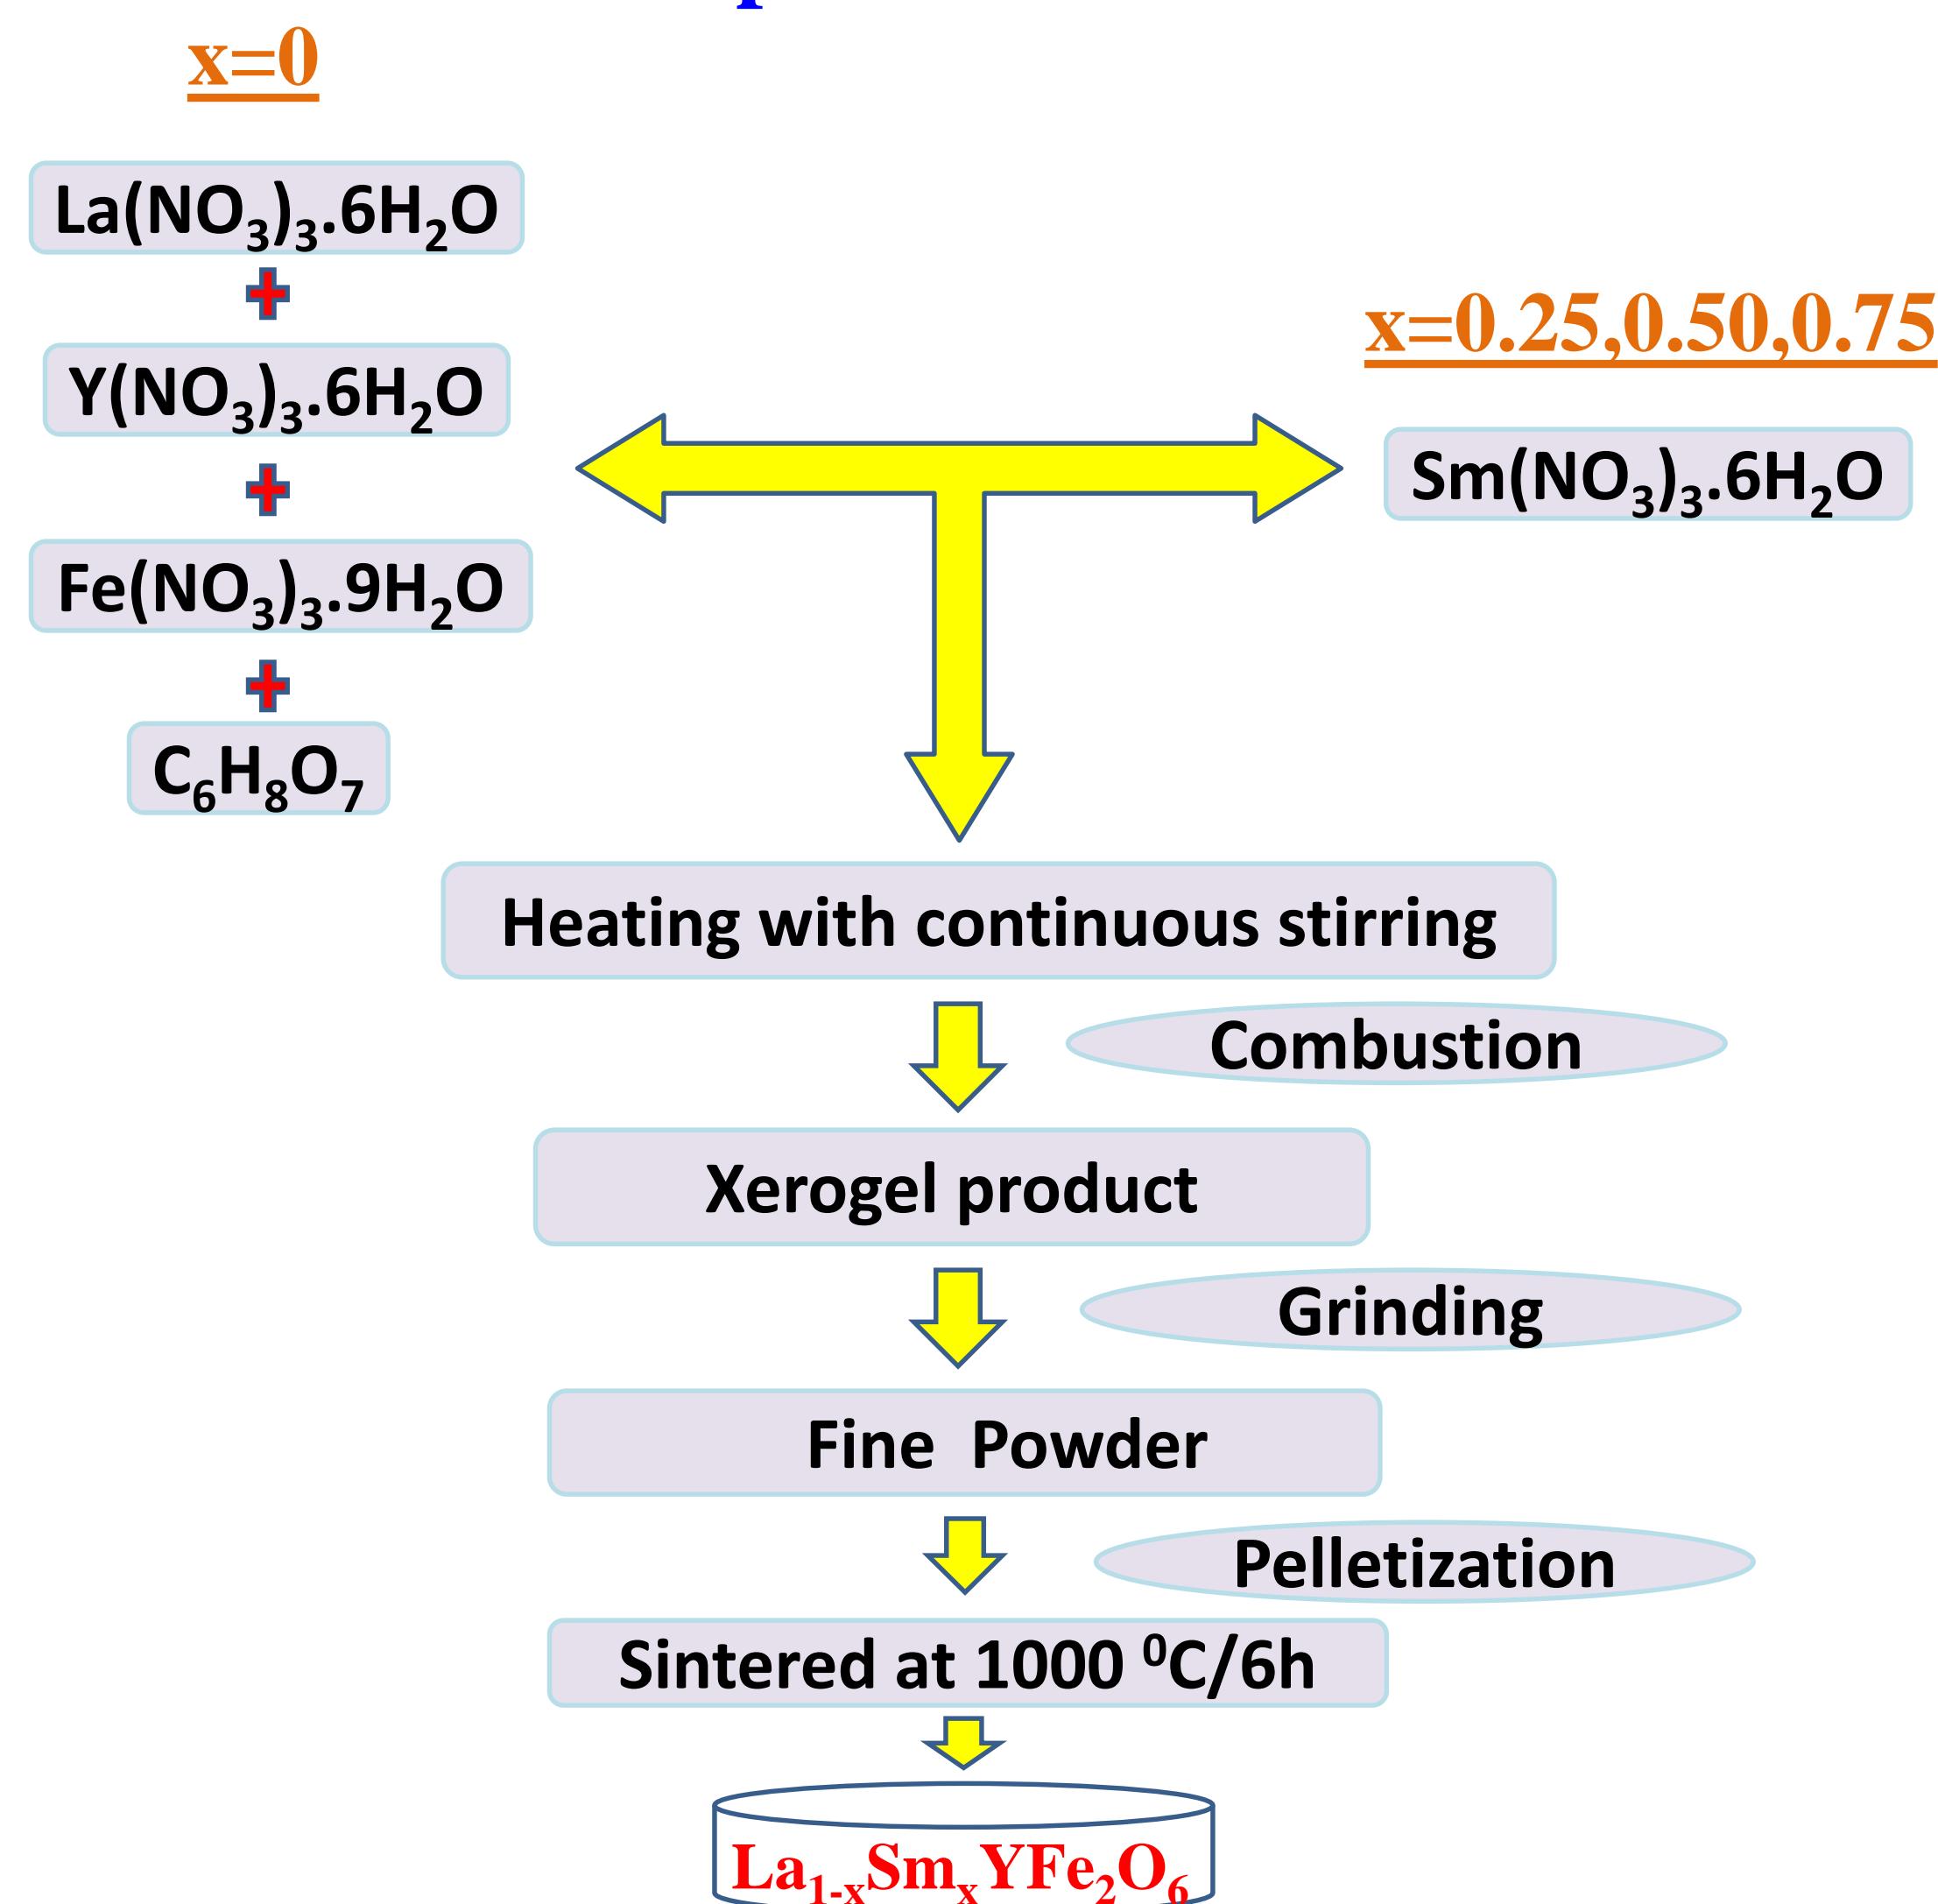 x=0
La(NO₃)₃.6H₂O
Y(NO₃)₃.6H₂O
Fe(NO₃)₃.9H₂O
C₆H₈O₇
x=0.25,0.50,0.75
Sm(NO₃)₃.6H₂O
Heating with continuous stirring
Combustion
Xerogel product
Grinding
Fine Powder
Pelletization
Sintered at 1000 ⁰C/6h
La₁₋ₓSmₓYFe₂O₆